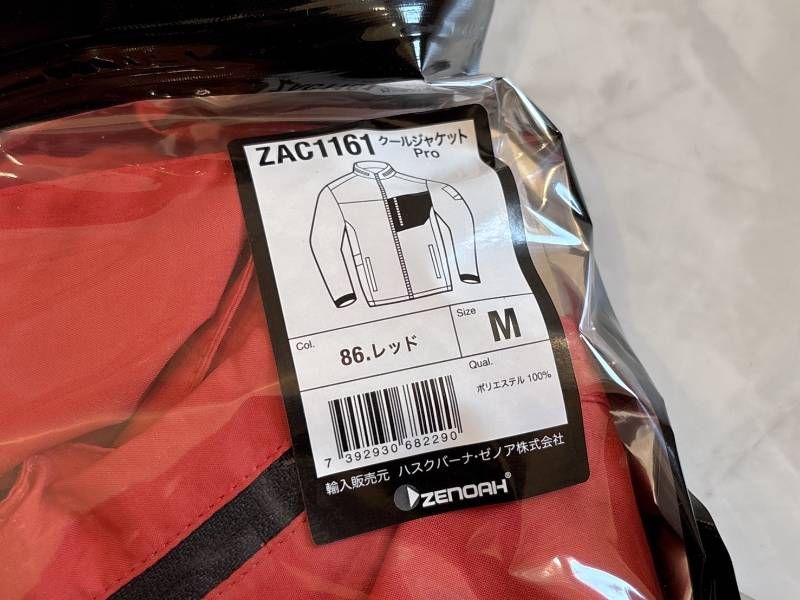 ZAC1161 クールジャケット
Pro
Col. 86.レッド
Size M
Qual. ポリエステル 100%
7 392930 682290
輸入販売元 ハスクバーナ・ゼノア株式会社
ZENOAH®